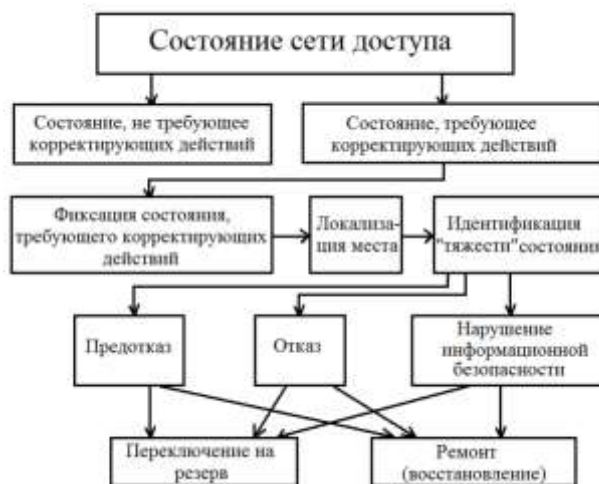 Состояние сети доступа
Состояние, не требующее
корректирующих действий
Состояние, требующее
корректирующих действий
Фиксация состояния,
требующего корректирующих
действий
Локализа-
ция места
Идентификация
"тяжести" состояния
Предотказ
Отказ
Нарушение
информационной
безопасности
Переключение на
резерв
Ремонт
(восстановление)